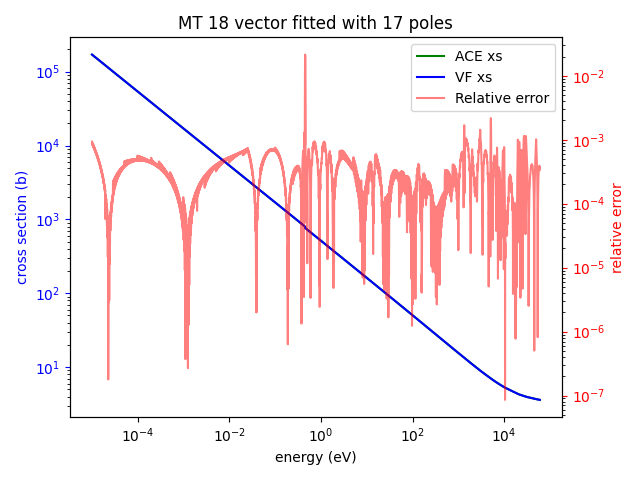 MT 18 vector fitted with 17 poles
ACE xs
VF xs
Relative error
cross section (b)
10^5
10^4
10^3
10^2
10^1
10^-2
10^-3
10^-4
10^-5
10^-6
10^-7
relative error
10^-4
10^-2
10^0
10^2
10^4
energy (eV)